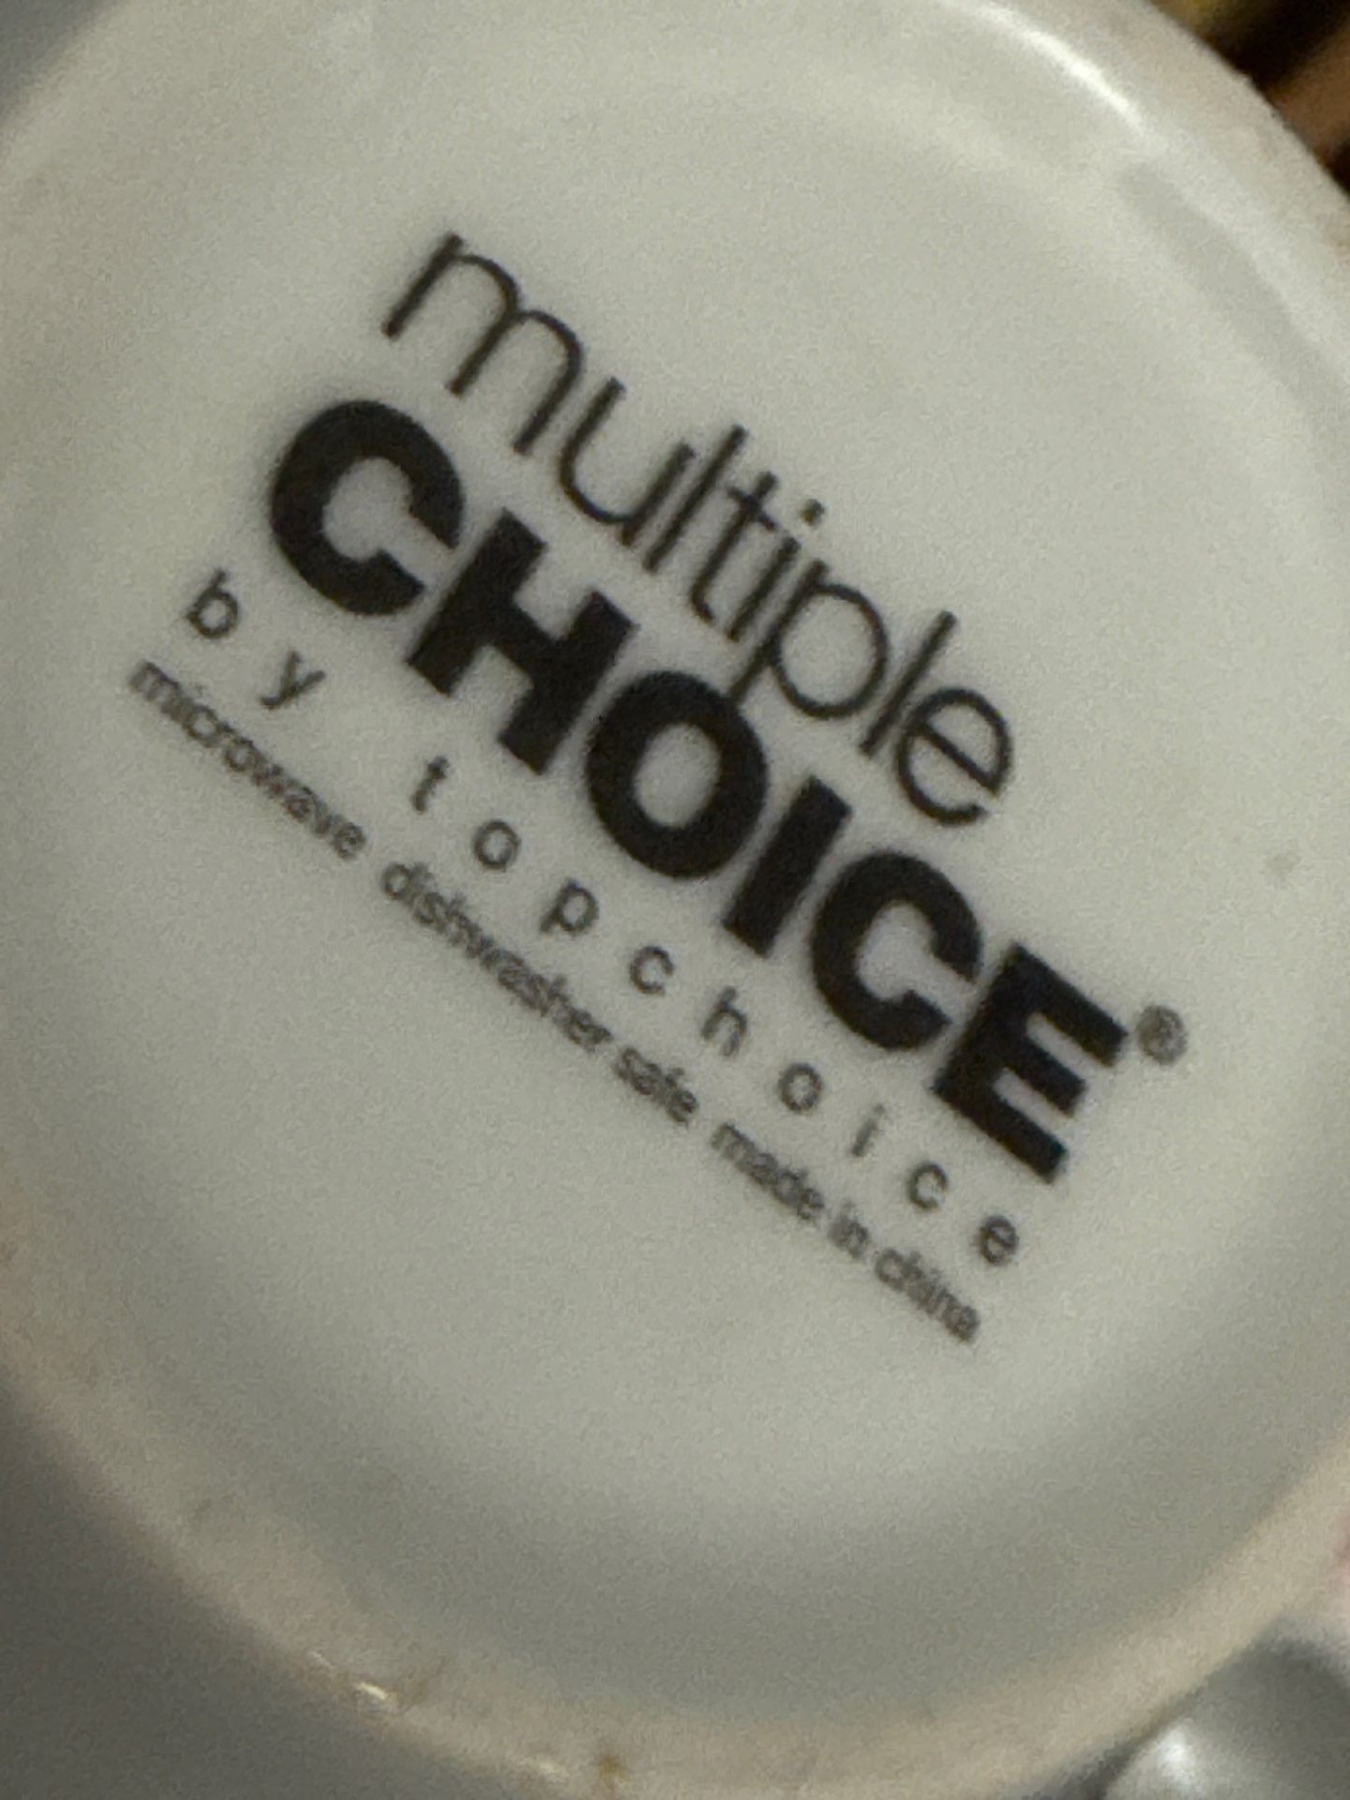 multiple
CHOICE®
by topchoice
microwave dishwasher safe made in china